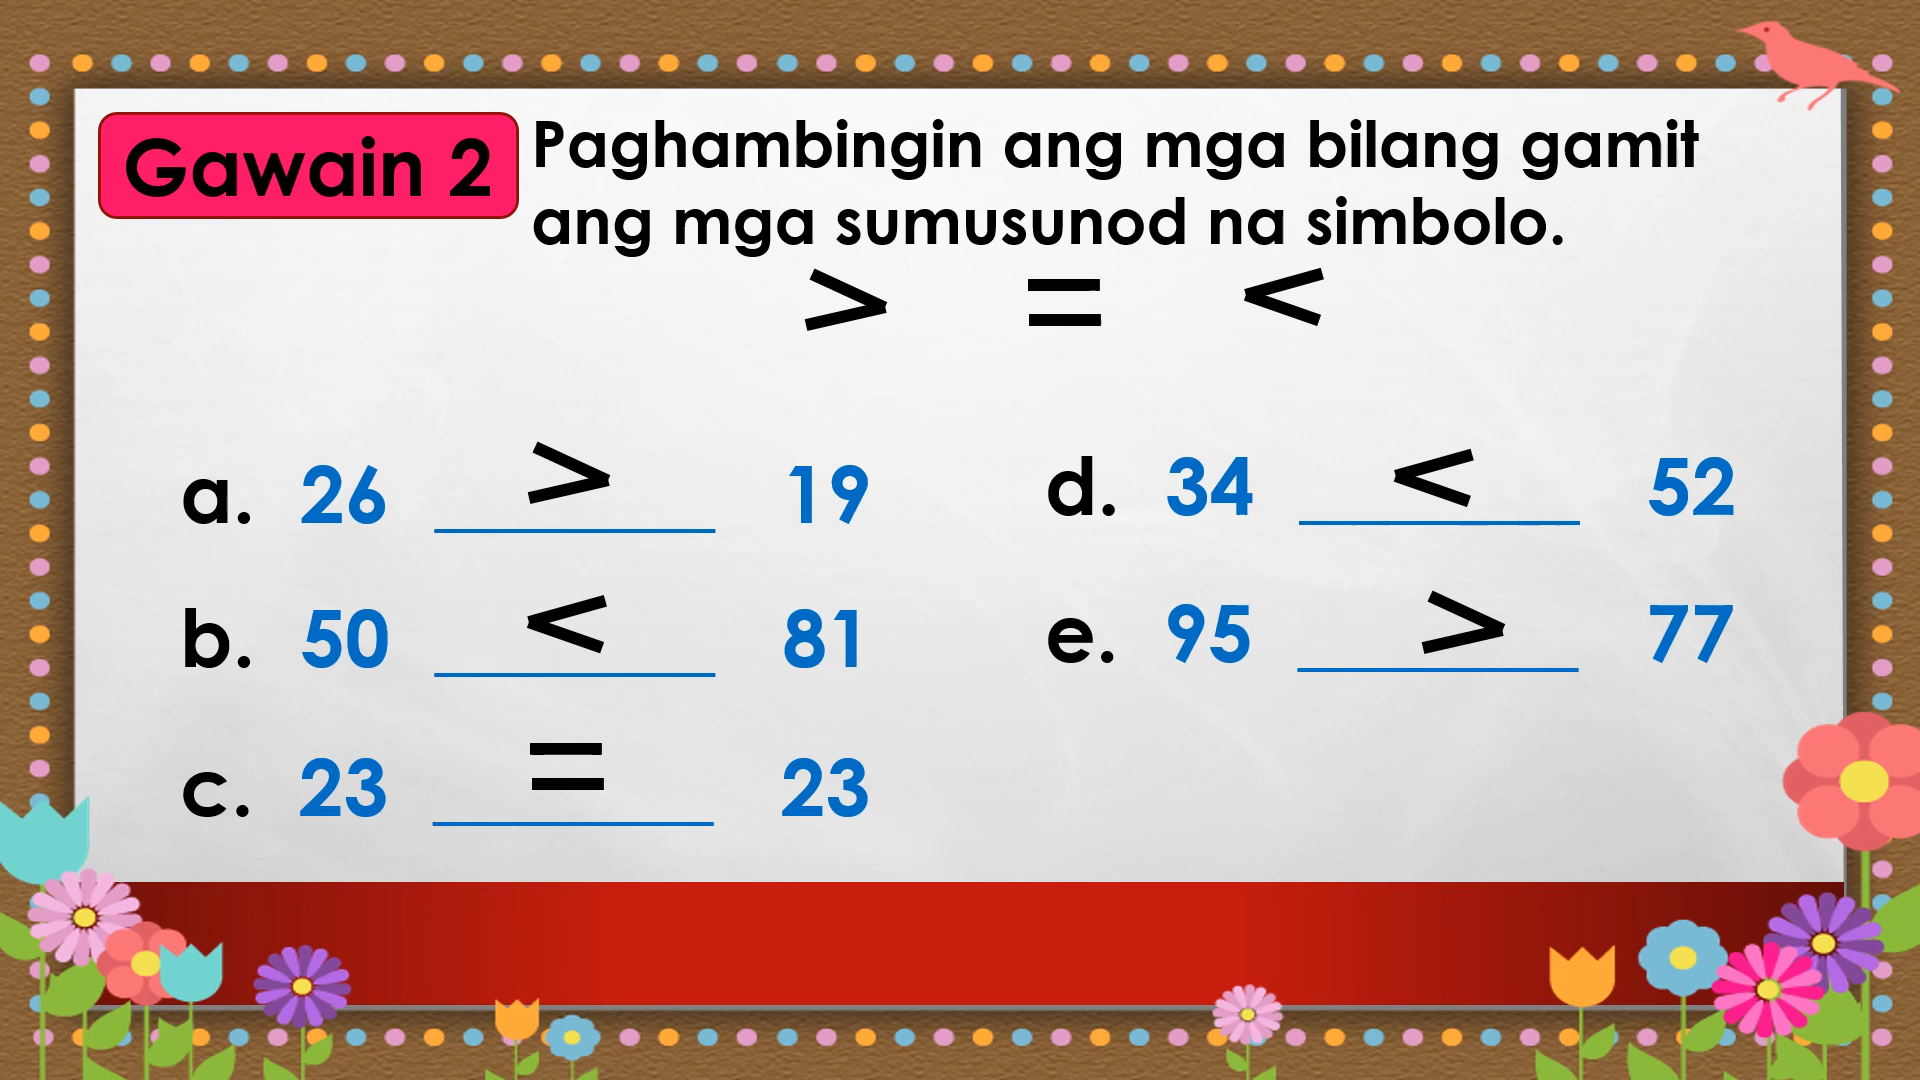 Gawain 2
Paghambingin ang mga bilang gamit
ang mga sumusunod na simbolo.
> = <
a. 26 > 19
b. 50 < 81
c. 23 = 23
d. 34 < 52
e. 95 > 77